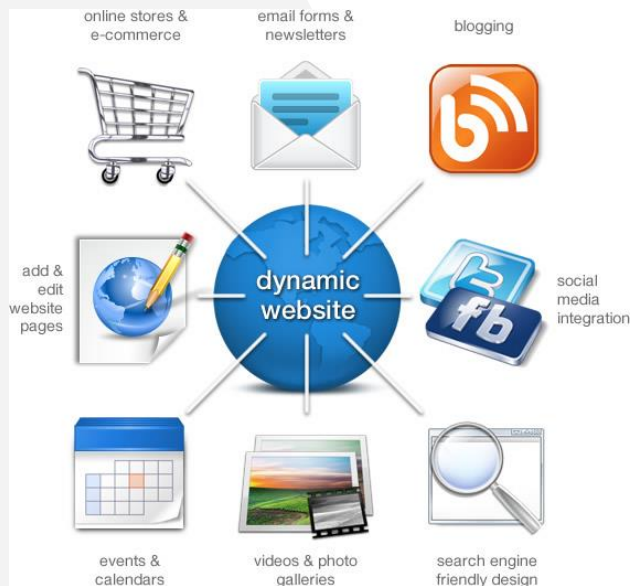 online stores &
e-commerce
email forms &
newsletters
blogging
b
add &
edit
website
pages
dynamic
website
t
fb
social
media
integration
events &
calendars
videos & photo
galleries
search engine
friendly design